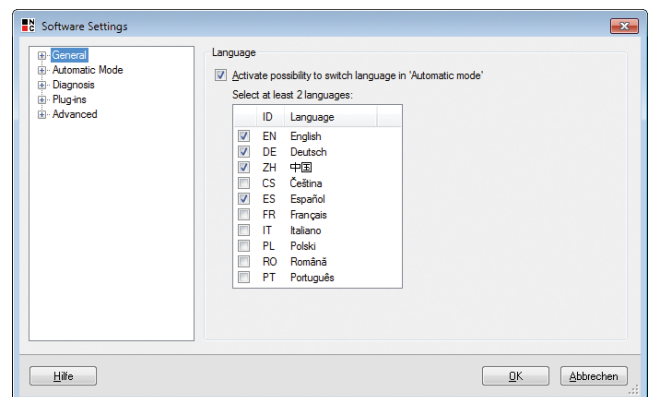 NC Software Settings
General
Automatic Mode
Diagnosis
Plug-ins
Advanced
Language
Activate possibility to switch language in 'Automatic mode'
Select at least 2 languages:
ID Language
EN English
DE Deutsch
ZH 中国
CS Čeština
ES Español
FR Français
IT Italiano
PL Polski
RO Română
PT Português
Hilfe
OK
Abbrechen